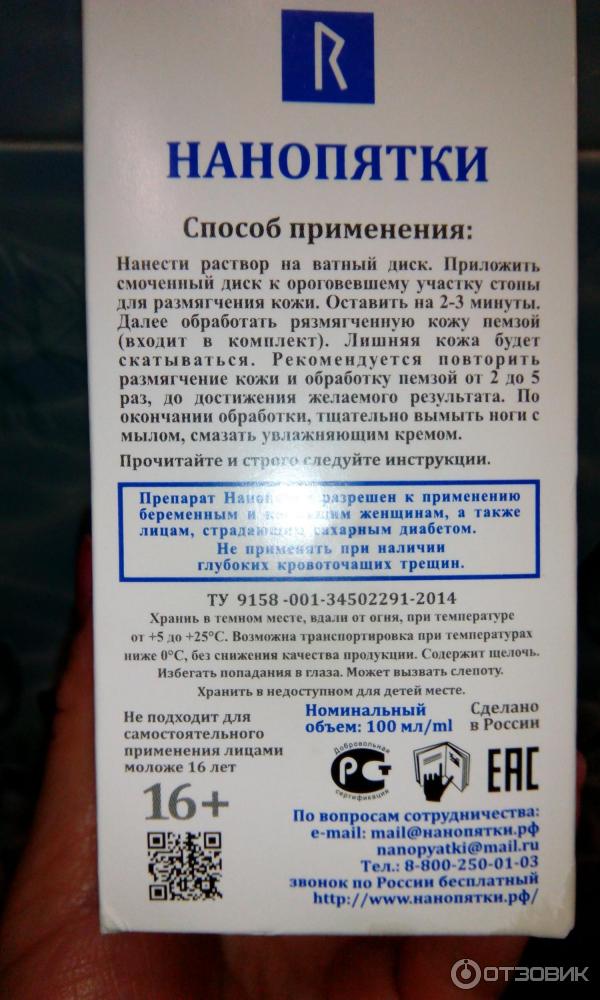 R
НАНОПЯТКИ
Способ применения:
Нанести раствор на ватный диск. Приложить
смоченный диск к ороговевшему участку стопы
для размягчения кожи. Оставить на 2-3 минуты.
Далее обработать рязмягченную кожу пемзой
(входит в комплект). Лишняя кожа будет
скатываться. Рекомендуется повторить
размягчение кожи и обработку пемзой от 2 до 5
раз, до достижения желаемого результата. По
окончании обработки, тщательно вымыть ноги с
мылом, смазать увлажняющим кремом.
Прочитайте и строго следуйте инструкции.
Препарат разрешен к применению
беременным и женщинам, а также
лицам, страдающим сахарным диабетом.
Не применять при наличии
глубоких кровоточащих трещин.
ТУ 9158 -001-34502291-2014
Храниь в темном месте, вдали от огня, при температуре
от +5 до +25°С. Возможна транспортировка при температурах
ниже 0°С, без снижения качества продукции. Содержит щелочь.
Избегать попадания в глаза. Может вызвать слепоту.
Хранить в недоступном для детей месте.
Не подходит для
самостоятельного
применения лицами
моложе 16 лет
16+
Номинальный
объем: 100 мл/ml
Сделано
в России
Добровольная
РСТ
сертификация
ЕАС
По вопросам сотрудничества:
e-mail: mail@нанопятки.рф
nanopyatki@mail.ru
Тел.: 8-800-250-01-03
звонок по России бесплатный
http://www.нанопятки.рф/
ОТЗОВИК